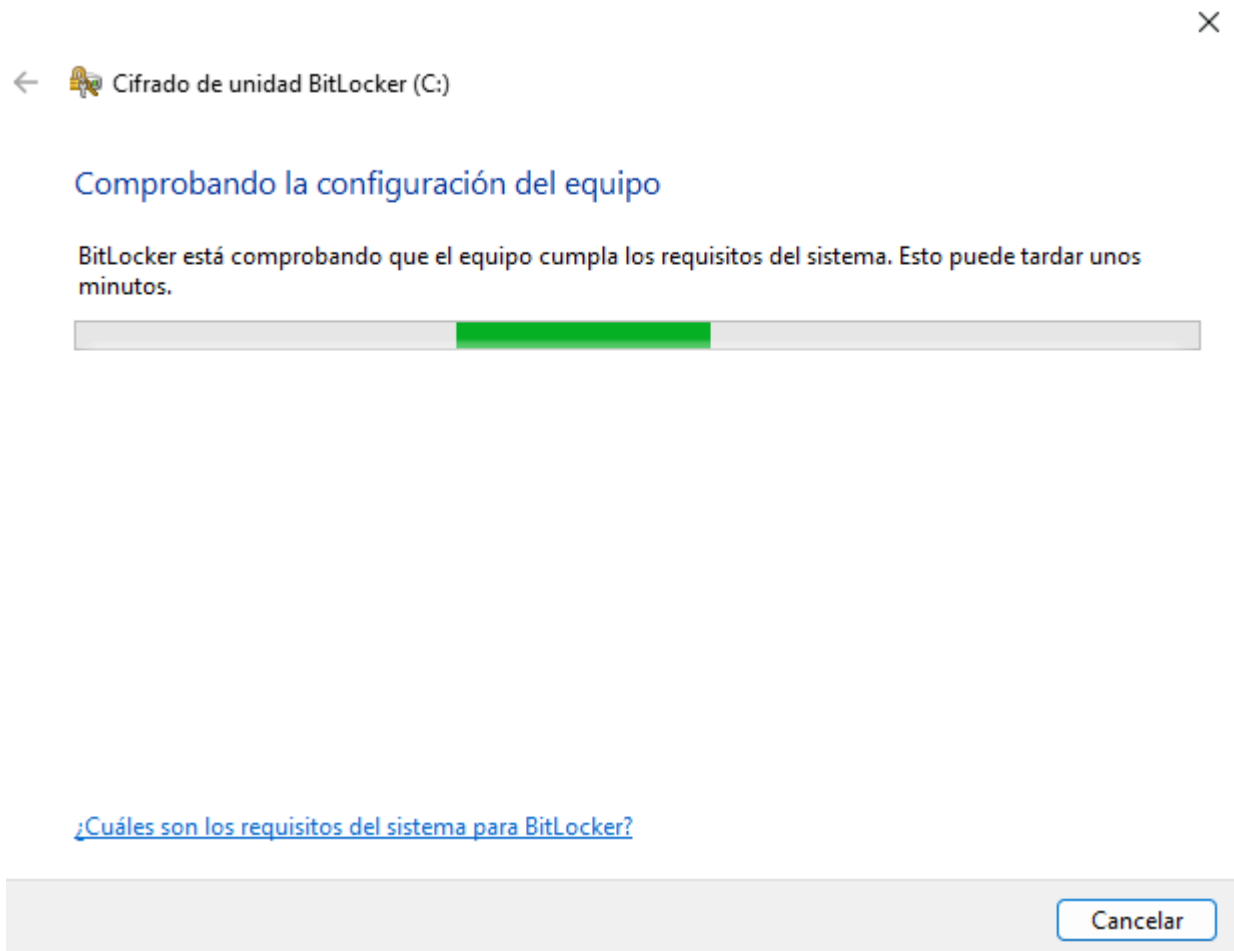 Cifrado de unidad BitLocker (C:)
Comprobando la configuración del equipo
BitLocker está comprobando que el equipo cumpla los requisitos del sistema. Esto puede tardar unos
minutos.
¿Cuáles son los requisitos del sistema para BitLocker?
Cancelar